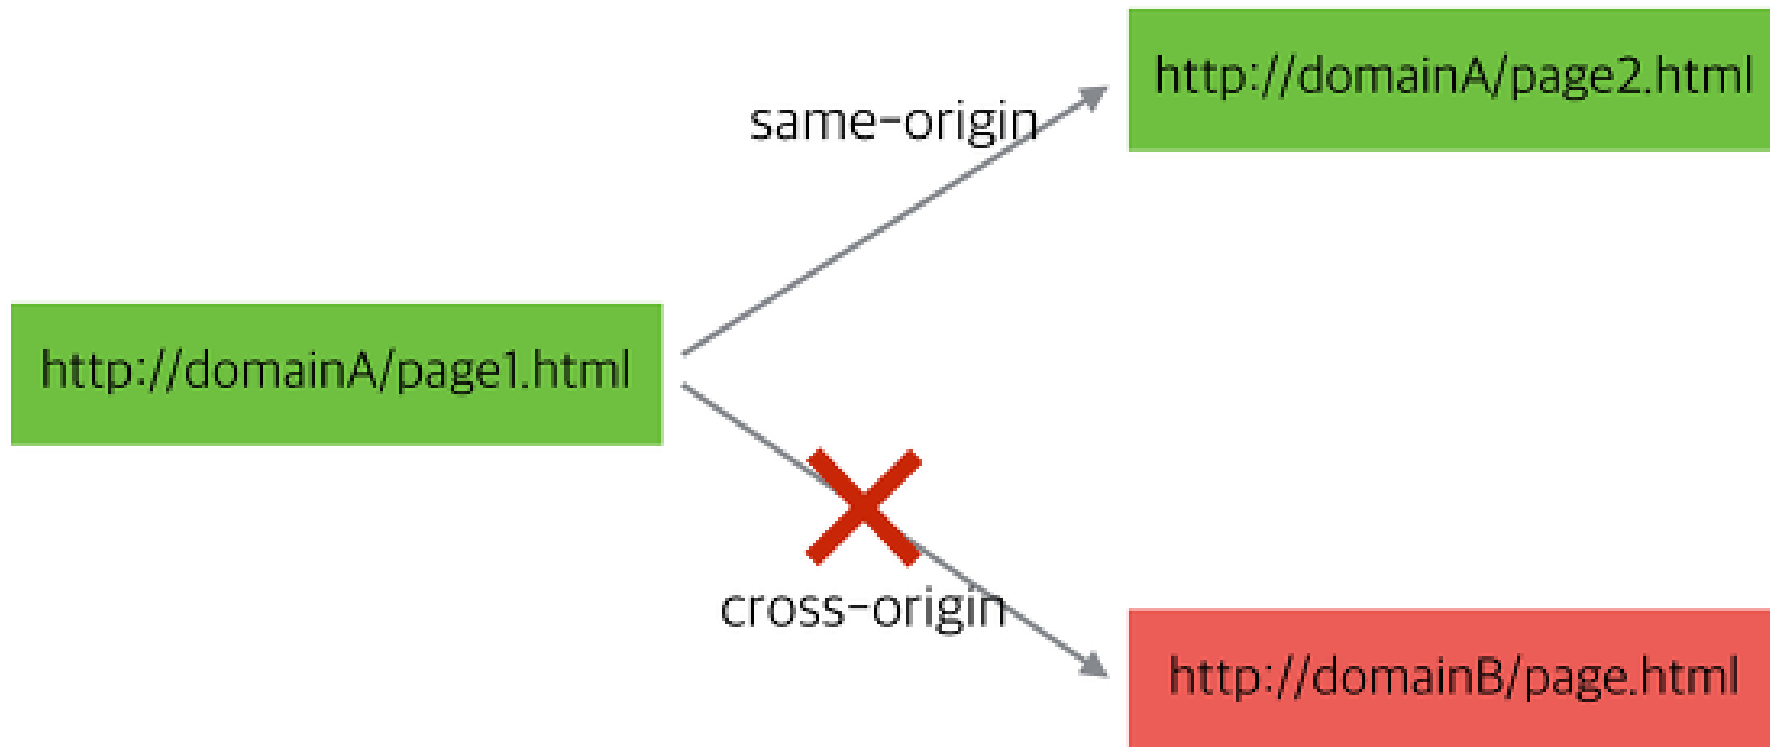 http://domainA/page2.html
same-origin
http://domainA/page1.html
cross-origin
http://domainB/page.html